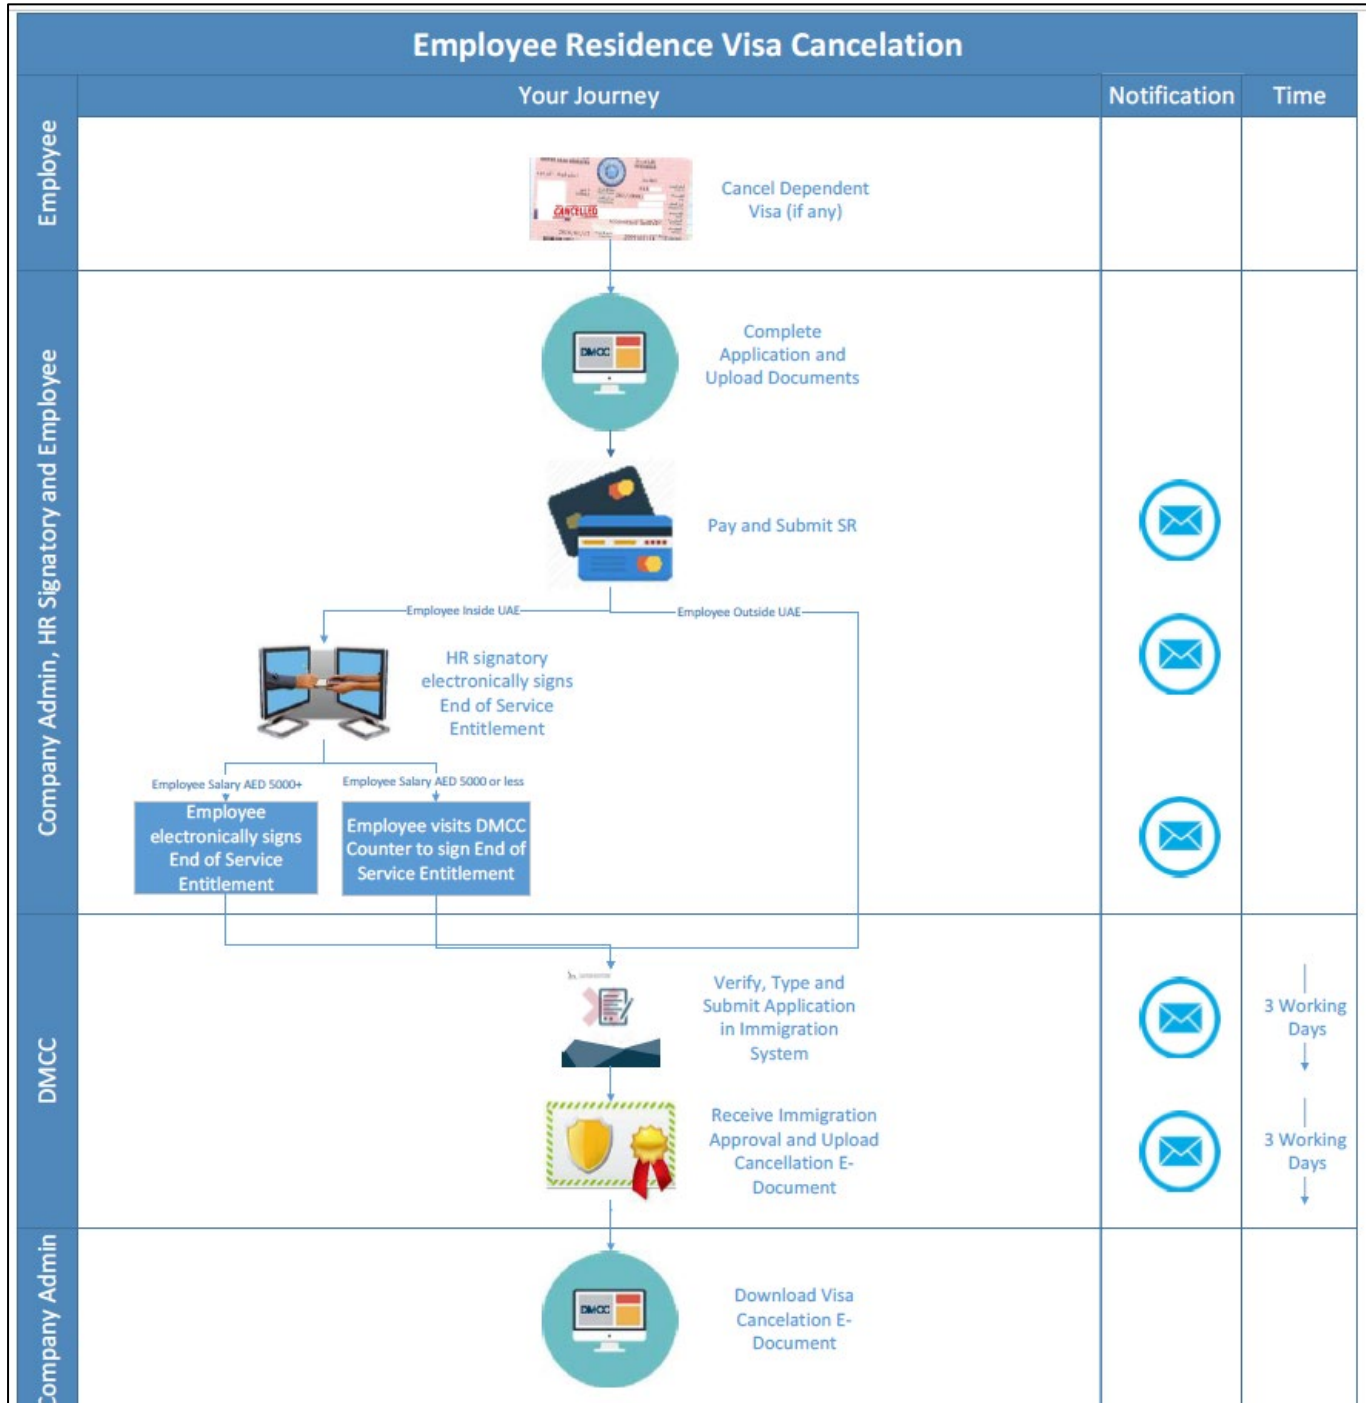 Employee Residence Visa Cancelation
Your Journey
Notification
Time
Employee
CANCELLED
Cancel Dependent
Visa (if any)
Company Admin, HR Signatory and Employee
DMCC
Complete
Application and
Upload Documents
Pay and Submit SR
Employee Inside UAE
Employee Outside UAE
HR signatory
electronically signs
End of Service
Entitlement
Employee Salary AED 5000+
Employee Salary AED 5000 or less
Employee
electronically signs
End of Service
Entitlement
Employee visits DMCC
Counter to sign End of
Service Entitlement
DMCC
Verify, Type and
Submit Application
in Immigration
System
3 Working
Days
Receive Immigration
Approval and Upload
Cancellation E-
Document
3 Working
Days
Company Admin
DMCC
Download Visa
Cancelation E-
Document